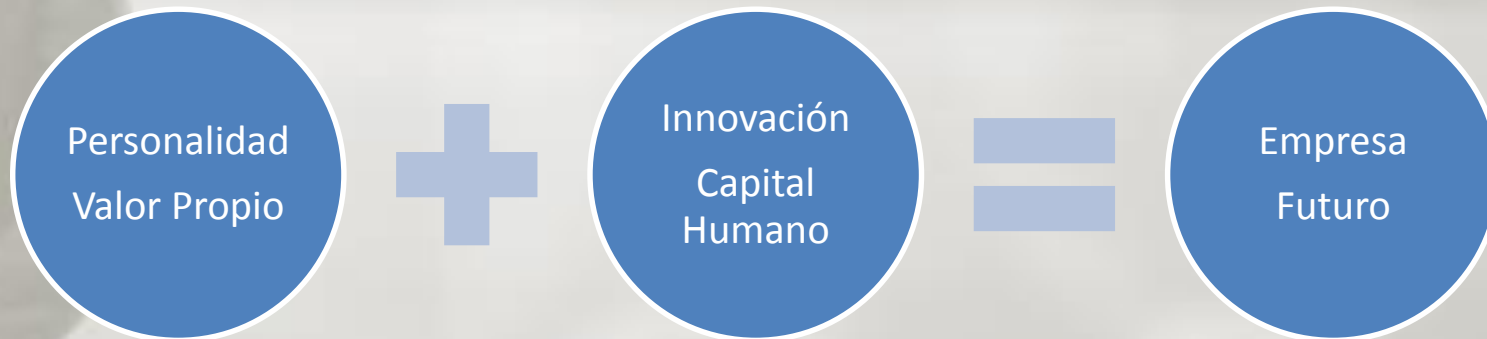 Personalidad
Valor Propio
Innovación
Capital
Humano
Empresa
Futuro